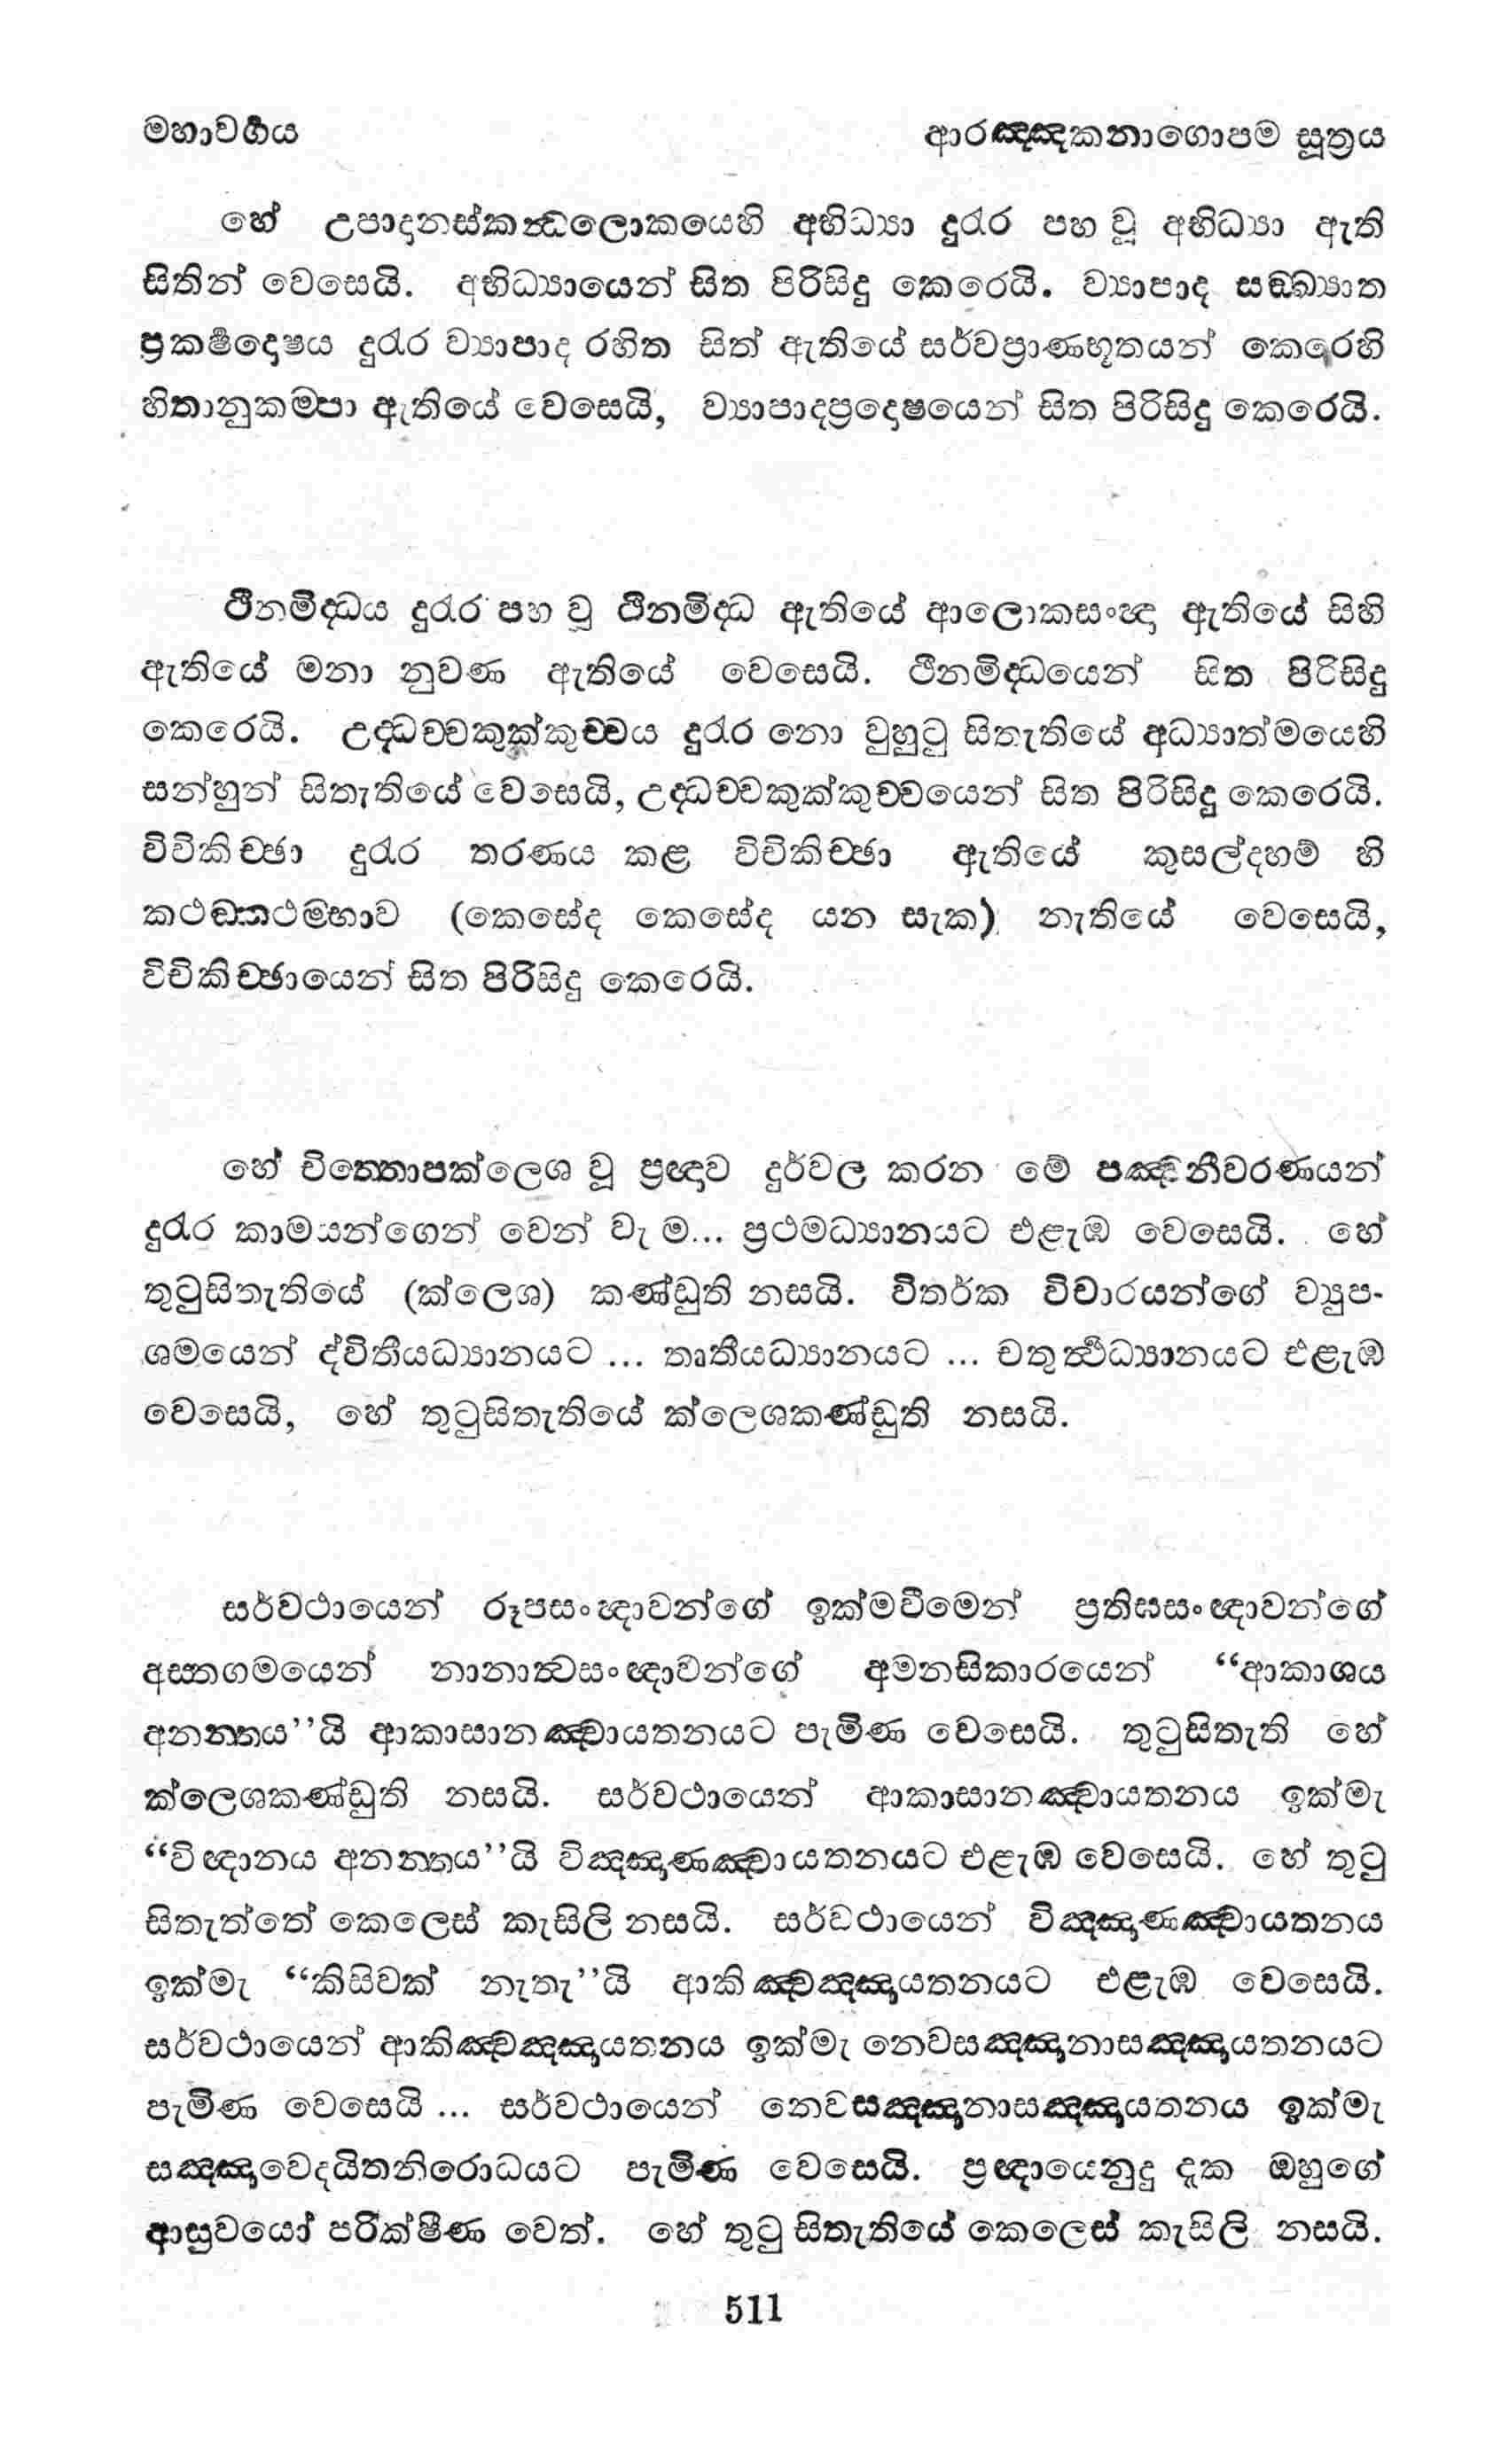 මහාවර්‍ගය
ආරඤ්ඤකනාගොපම සූත්‍රය
හේ උපාදානස්කන්‍ධලොකයෙහි අභිධ්‍යා දුරැර පහ වූ අභිධ්‍යා ඇති
සිතින් වෙසෙයි. අභිධ්‍යායෙන් සිත පිරිසිදු කෙරෙයි. ව්‍යාපාද සඞ්ඛ්‍යාත
ප්‍රකර්‍ෂදොෂය දුරැර ව්‍යාපාද රහිත සිත් ඇතියේ සර්වප්‍රාණභූතයන් කෙරෙහි
හිතානුකම්පා ඇතියේ වෙසෙයි, ව්‍යාපාදප්‍රදොෂයෙන් සිත පිරිසිදු කෙරෙයි.
ථීනමිද්‍ධය දුරැර පහ වූ ථීනමිද්‍ධ ඇතියේ ආලොකසංඥා ඇතියේ සිහි
ඇතියේ මනා නුවණ ඇතියේ වෙසෙයි. ථිනමිද්‍ධයෙන් සිත පිරිසිදු
කෙරෙයි. උද්‍ධච්චකුක්කුච්චය දුරැර නො වුහුටු සිතැතියේ අධ්‍යාත්මයෙහි
සන්හුන් සිතැතියේ වෙසෙයි, උද්‍ධච්චකුක්කුච්චයෙන් සිත පිරිසිදු කෙරෙයි.
විචිකිච්ඡා දුරැර තරණය කළ විචිකිච්ඡා ඇතියේ කුසල්දහම් හි
කථඞ්කථම්භාව (කෙසේද කෙසේද යන සැක) නැතියේ වෙසෙයි,
විචිකිච්ඡායෙන් සිත පිරිසිදු කෙරෙයි.
හේ චිත්තොපක්ලෙශ වූ ප්‍රඥාව දුර්වල කරන මේ පඤ්චනීවරණයන්
දුරැර කාමයන්ගෙන් වෙන් වැ ම... ප්‍රථමධ්‍යානයට එළැඹ වෙසෙයි. හේ
තුටුසිතැතියේ (ක්ලෙශ) කණ්ඩුති නසයි. විතර්ක විචාරයන්ගේ ව්‍යුප-
ශමයෙන් ද්විතීයධ්‍යානයට ... තෘතීයධ්‍යානයට ... චතුර්‍ත්‍ථධ්‍යානයට එළැඹ
වෙසෙයි, හේ තුටුසිතැතියේ ක්ලෙශකණ්ඩුති නසයි.
සර්වථායෙන් රූපසංඥාවන්ගේ ඉක්මවීමෙන් ප්‍රතිඝසංඥාවන්ගේ
අස්තගමයෙන් නානාත්‍වසංඥාවන්ගේ අමනසිකාරයෙන් “ආකාශය
අනන්තය’’යි ආකාසානඤ්චායතනයට පැමිණ වෙසෙයි. තුටුසිතැති හේ
ක්ලෙශකණ්ඩුති නසයි. සර්වථායෙන් ආකාසානඤ්චායතනය ඉක්මැ
“විඥානය අනන්තය’’යි විඤ්ඤාණඤ්චායතනයට එළැඹ වෙසෙයි. හේ තුටු
සිතැත්තේ කෙලෙස් කැසිලි නසයි. සර්වථායෙන් විඤ්ඤාණඤ්චායතනය
ඉක්මැ “කිසිවක් නැතැ’’යි ආකිඤ්චඤ්ඤායතනයට එළැඹ වෙසෙයි.
සර්වථායෙන් ආකිඤ්චඤ්ඤායතනය ඉක්මැ නෙවසඤ්ඤානාසඤ්ඤායතනයට
පැමිණ වෙසෙයි ... සර්වථායෙන් නෙවසඤ්ඤානාසඤ්ඤායතනය ඉක්මැ
සඤ්ඤාවෙදයිතනිරොධයට පැමිණ වෙසෙයි. ප්‍රඥායෙනුදු දැක ඔහුගේ
ආසුවයෝ පරික්ෂීණ වෙත්. හේ තුටු සිතැතියේ කෙලෙස් කැසිලි නසයි.
511